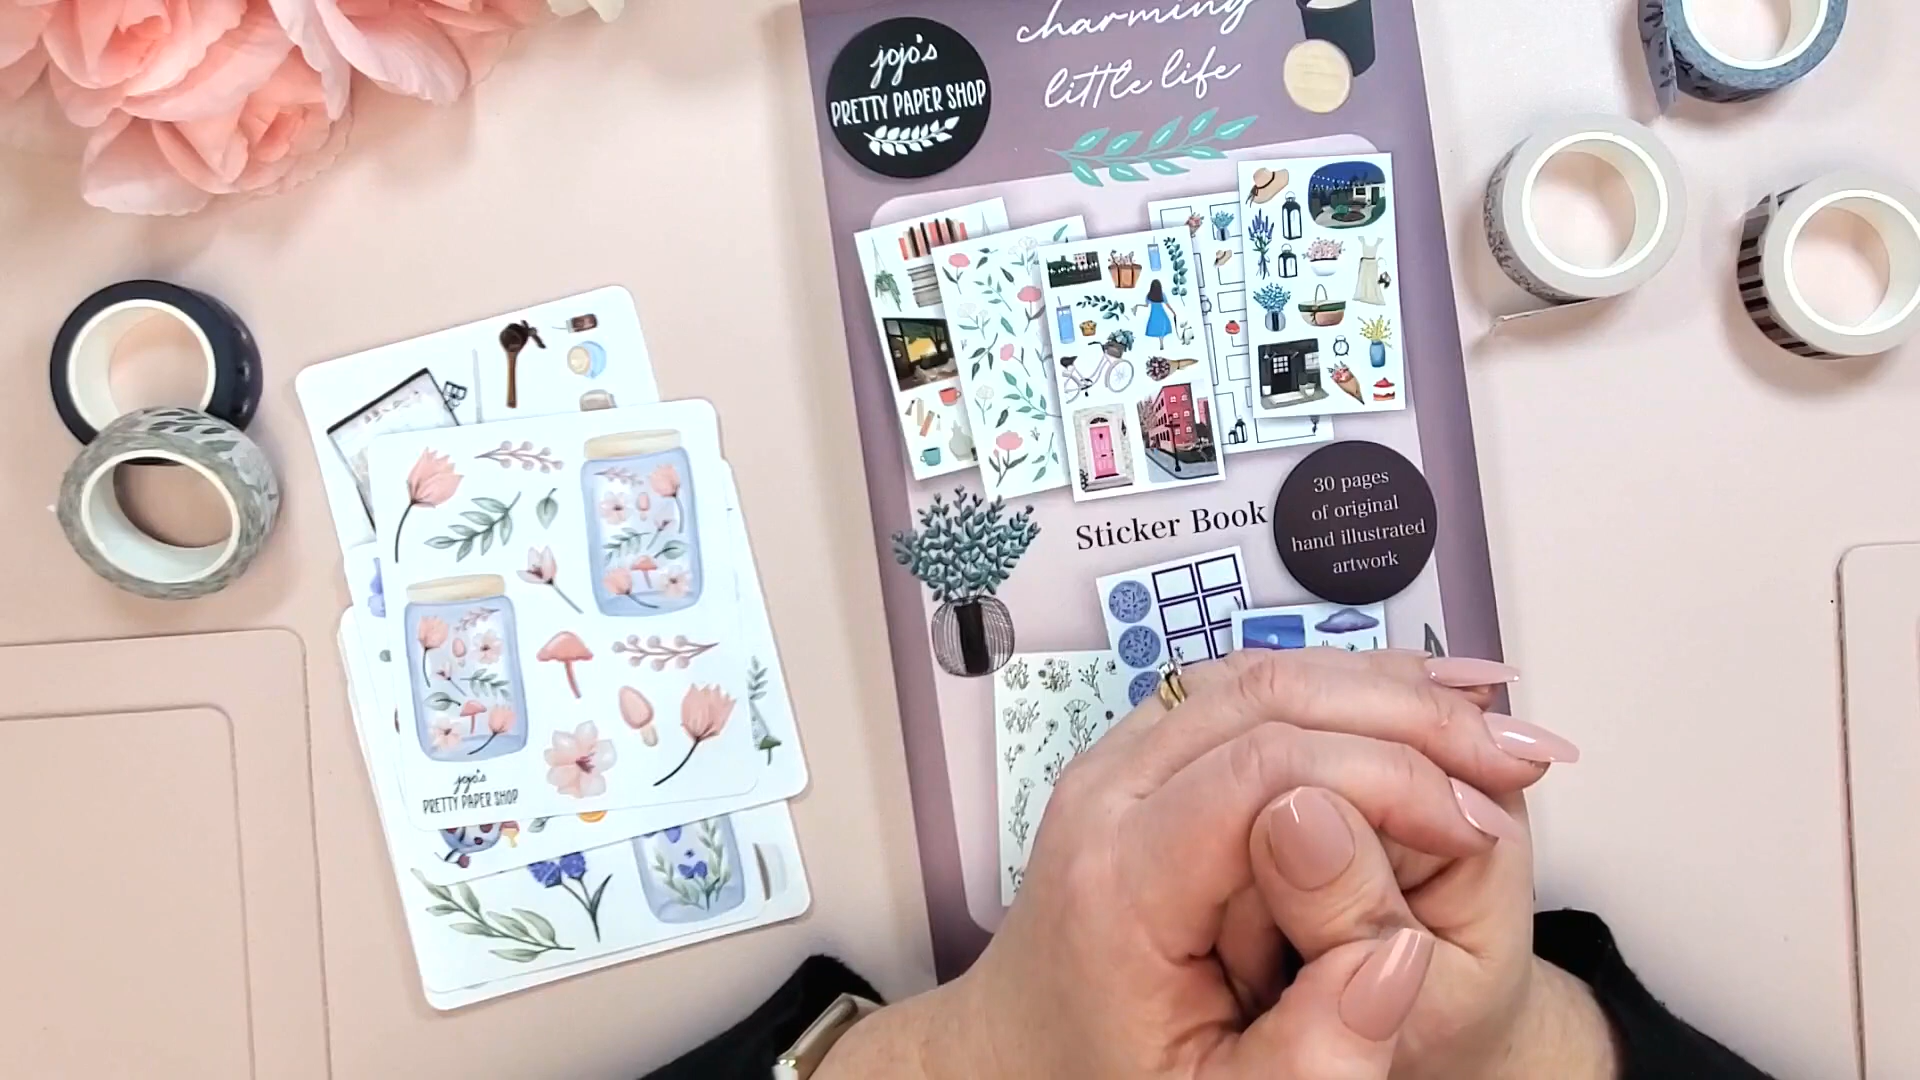 jojo's
PRETTY PAPER SHOP
charming
little life
Sticker Book
30 pages
of original
hand illustrated
artwork
jojo's
PRETTY PAPER SHOP